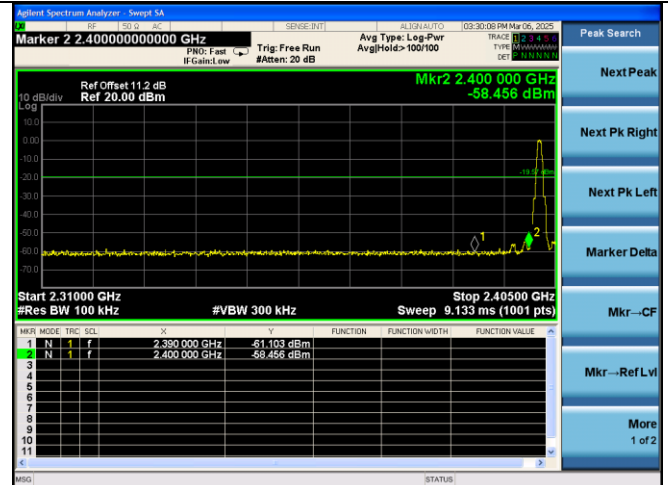 Agilent Spectrum Analyzer - Swept SA
RF 50 Ω AC SENSE:INT ALIGN AUTO 03:30:08 PM Mar 06, 2025
Marker 2 2.400000000000 GHz
PNO: Fast
IFGain:Low
Trig: Free Run
#Atten: 20 dB
Avg Type: Log-Pwr
Avg|Hold:> 100/100
TRACE 1 2 3 4 5 6
TYPE M
DET P N N N N N
Peak Search
Mkr2 2.400 000 GHz
-58.456 dBm
Ref Offset 11.2 dB
Ref 20.00 dBm
10 dB/div
Log
10.0
0.00
-10.0
-20.0
-30.0
-40.0
-50.0
-60.0
-70.0
-19.57 dBm
1
2
Start 2.31000 GHz Stop 2.40500 GHz
#Res BW 100 kHz #VBW 300 kHz Sweep 9.133 ms (1001 pts)
MKR MODE TRC SCL X Y FUNCTION FUNCTION WIDTH FUNCTION VALUE
1 N 1 f 2.390 000 GHz -61.103 dBm
2 N 1 f 2.400 000 GHz -58.456 dBm
3
4
5
6
7
8
9
10
11
MSG STATUS
Next Peak
Next Pk Right
Next Pk Left
Marker Delta
Mkr→CF
Mkr→Ref Lvl
More
1 of 2